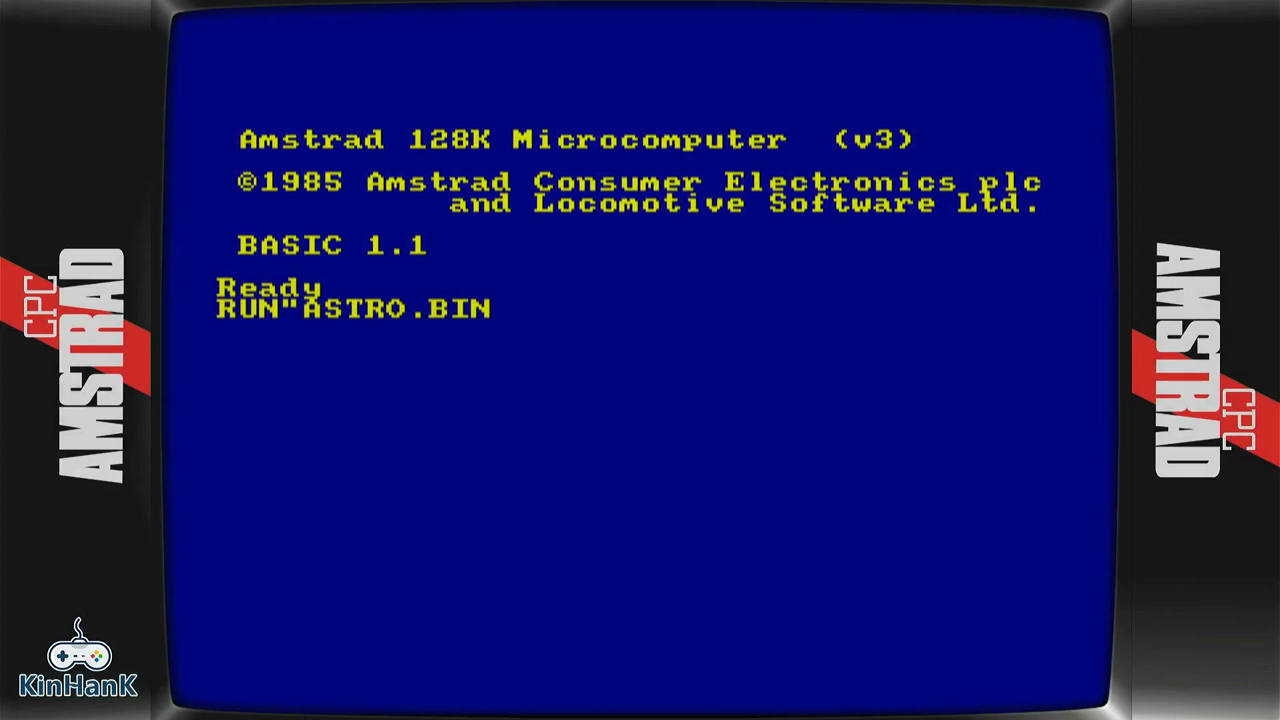 Amstrad 128K Microcomputer (v3)
©1985 Amstrad Consumer Electronics plc
and Locomotive Software Ltd.
BASIC 1.1
Ready
RUN"ASTRO.BIN
AMSTRAD
CPC
AMSTRAD
CPC
KinHanK